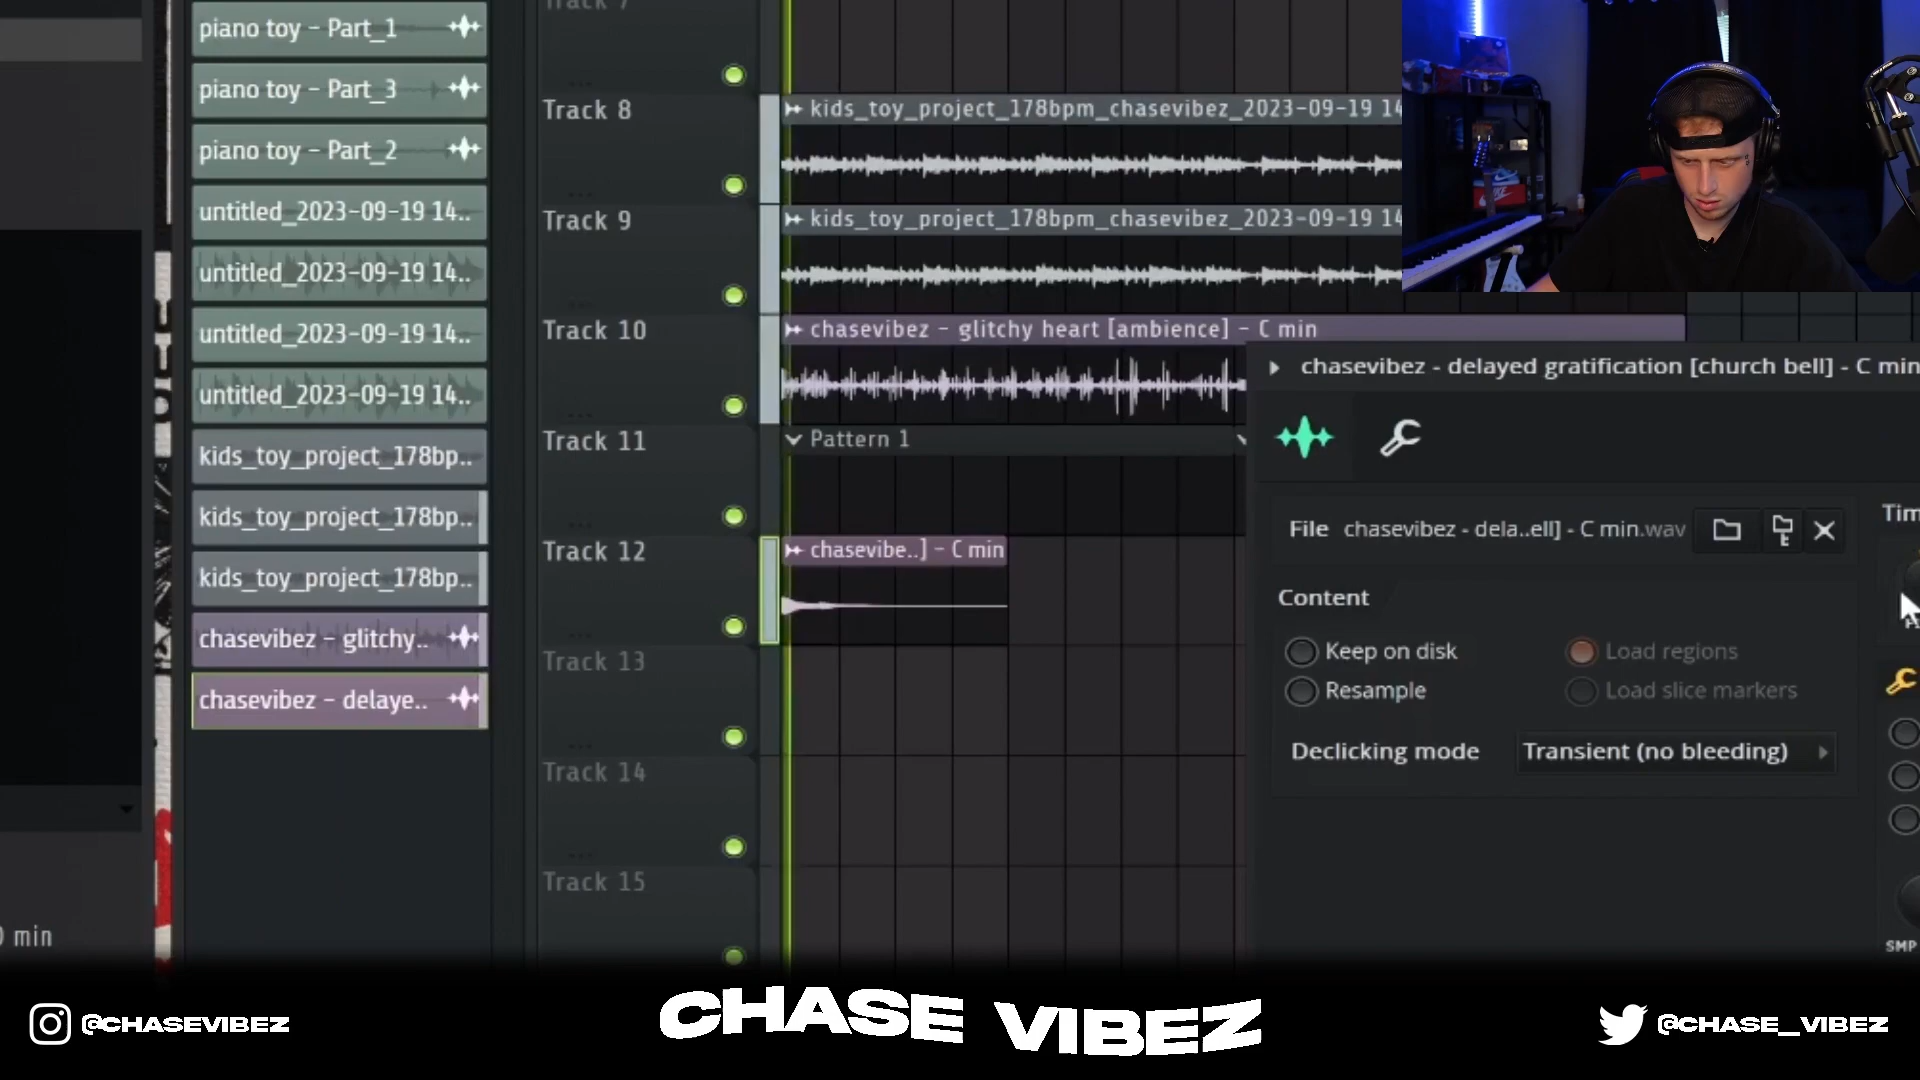 piano toy - Part_1
piano toy - Part_3
piano toy - Part_2
untitled_2023-09-19 14..
untitled_2023-09-19 14..
untitled_2023-09-19 14..
untitled_2023-09-19 14..
kids_toy_project_178bp..
kids_toy_project_178bp..
kids_toy_project_178bp..
chasevibez - glitchy..
chasevibez - delaye..
min
Track 7
Track 8
kids_toy_project_178bpm_chasevibez_2023-09-19 14
Track 9
kids_toy_project_178bpm_chasevibez_2023-09-19 14
Track 10
chasevibez - glitchy heart [ambience] - C min
Track 11
Pattern 1
Track 12
chasevibe..] - C min
Track 13
Track 14
Track 15
chasevibez - delayed gratification [church bell] - C min
File chasevibez - dela..ell] - C min.wav
Content
Keep on disk
Load regions
Resample
Load slice markers
Declicking mode
Transient (no bleeding)
Tim
SMP
@CHASEVIBEZ
CHASE VIBEZ
@CHASE_VIBEZ